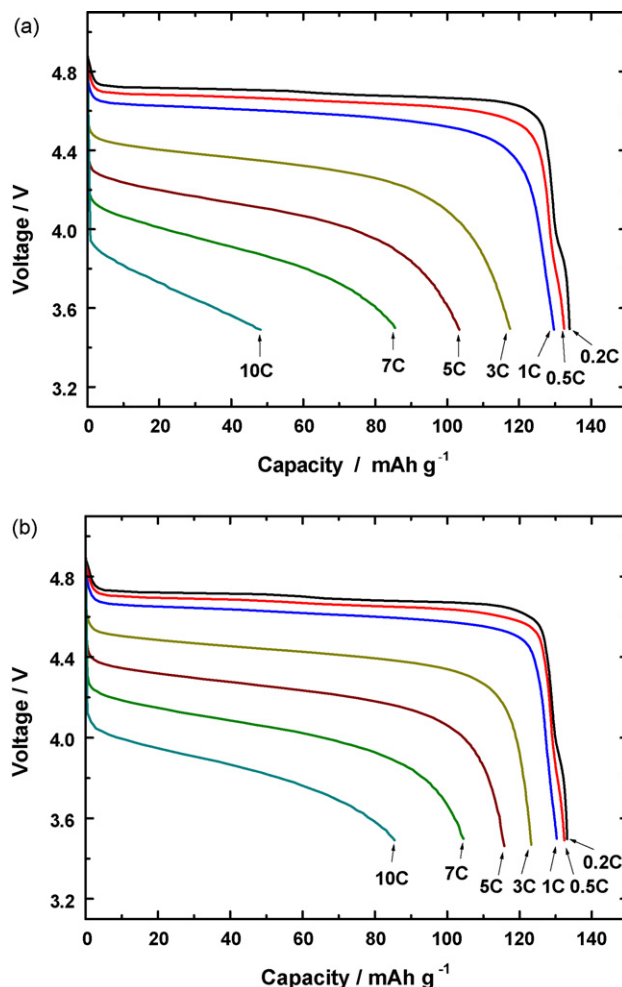 (a)
4.8
4.4
4.0
3.6
3.2
Voltage / V
10C
7C
5C
3C
1C
0.5C
0.2C
0 20 40 60 80 100 120 140
Capacity / mAh g-1
(b)
4.8
4.4
4.0
3.6
3.2
Voltage / V
10C
7C
5C
3C
1C
0.5C
0.2C
0 20 40 60 80 100 120 140
Capacity / mAh g-1